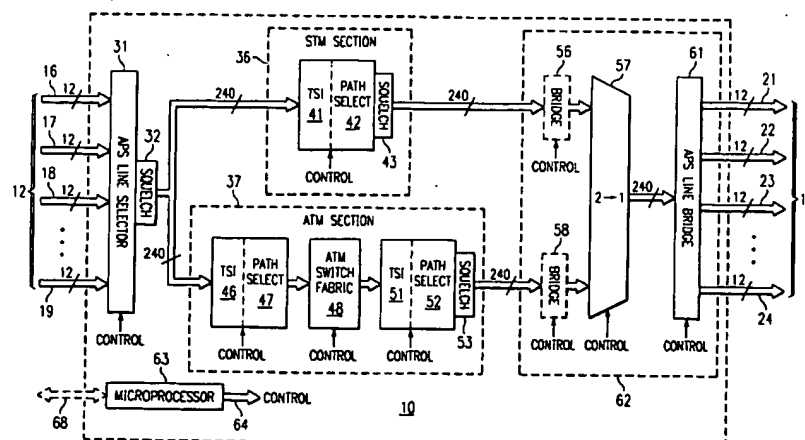 31
STM SECTION
56
57
61
16
12
36
TSI
41
PATH
SELECT
42
SQUELCH
43
CONTROL
240
240
BRIDGE
CONTROL
2→1
240
APS LINE BRIDGE
12
21
17
12
APS LINE SELECTOR
32
SQUELCH
12
22
12
18
12
12
23
1
37
ATM SECTION
58
240
TSI
46
PATH
SELECT
47
ATM
SWITCH
FABRIC
48
TSI
51
PATH
SELECT
52
SQUELCH
53
240
BRIDGE
12
19
12
24
CONTROL
CONTROL
CONTROL
CONTROL
CONTROL
CONTROL
CONTROL
62
63
MICROPROCESSOR
CONTROL
68
64
10